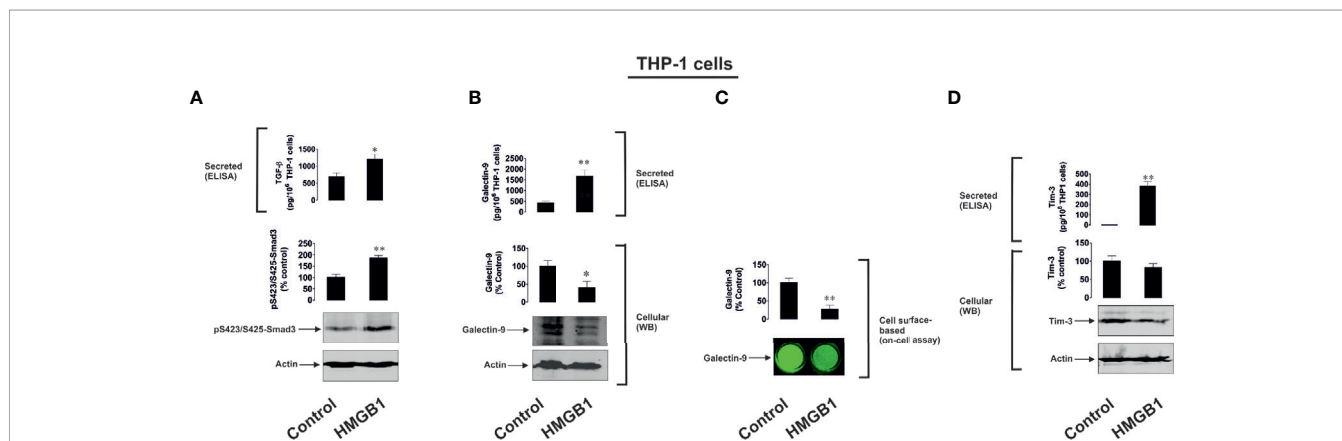 THP-1 cells
A
Secreted
(ELISA)
TGF-β
(pg/10⁶ THP-1 cells)
1500
1000
500
0
*
pS423/S425-Smad3
(% control)
250
200
150
100
50
0
**
pS423/S425-Smad3
Actin
Control
HMGB1
B
Galectin-9
(pg/10⁶ THP-1 cells)
2500
2000
1500
1000
500
0
**
Secreted
(ELISA)
Galectin-9
(% Control)
150
100
50
0
*
Galectin-9
Actin
Cellular
(WB)
Control
HMGB1
C
Galectin-9
(% Control)
150
100
50
0
**
Galectin-9
Cell surface-
based
(on-cell assay)
Control
HMGB1
D
Secreted
(ELISA)
Tim-3
(pg/10⁶ THP1 cells)
500
400
300
200
100
0
**
Cellular
(WB)
Tim-3
(% control)
150
100
50
0
Tim-3
Actin
Control
HMGB1